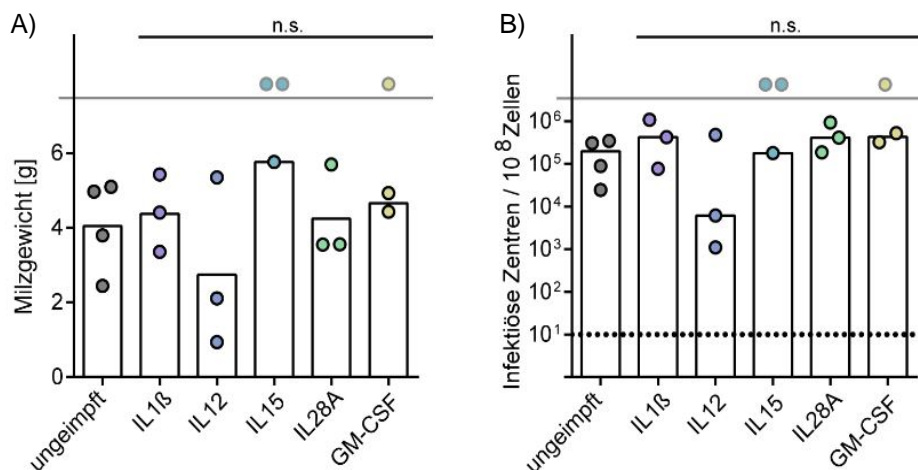 A)
n.s.
Milzgewicht [g]
6
4
2
0
ungeimpft
IL1ß
IL12
IL15
IL28A
GM-CSF
B)
n.s.
Infektiöse Zentren / 10⁸ Zellen
10⁶
10⁵
10⁴
10³
10²
10¹
ungeimpft
IL1ß
IL12
IL15
IL28A
GM-CSF